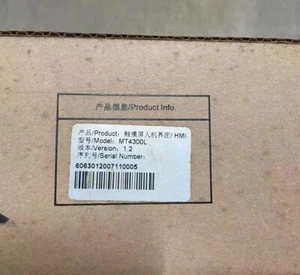 产品信息/Product Info.
产品/Product: 触摸屏人机界面/ HMI
型号/Model: MT4300L
版本/Version: 1.2
序列号/Serial Number:
6063012007110005